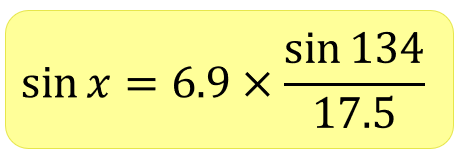 sin x = 6.9 × sin 134 / 17.5